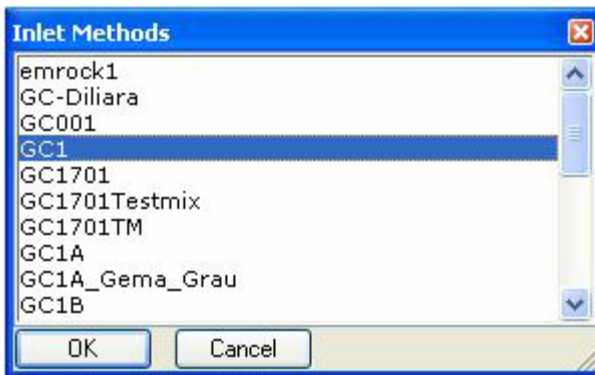 Inlet Methods
emrock1
GC-Diliara
GC001
GC1
GC1701
GC1701Testmix
GC1701TM
GC1A
GC1A_Gema_Grau
GC1B
OK Cancel